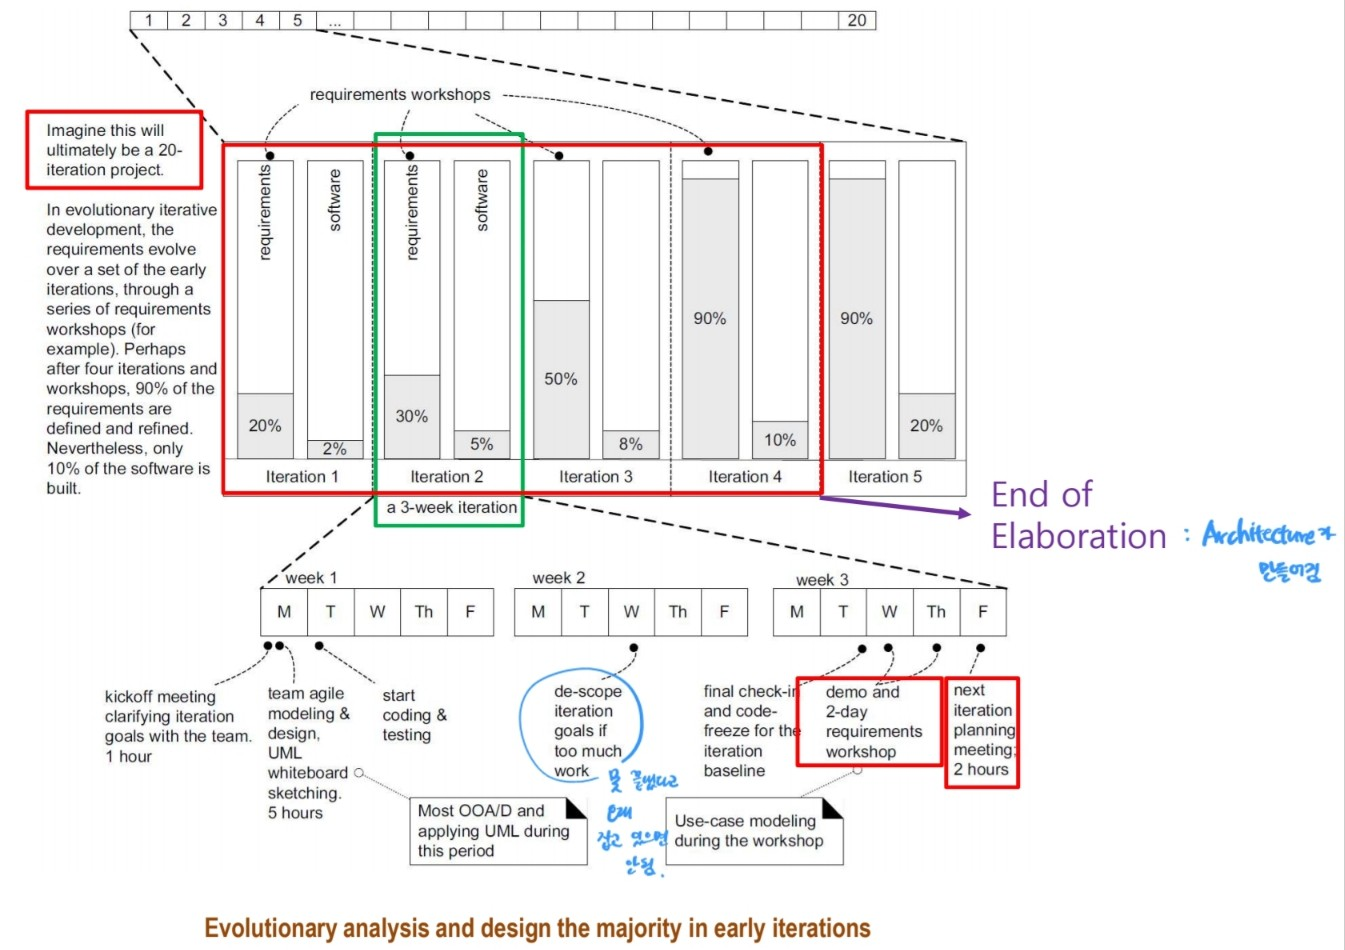 1 2 3 4 5 ... 20
requirements workshops
Imagine this will
ultimately be a 20-
iteration project.
In evolutionary iterative
development, the
requirements evolve
over a set of the early
iterations, through a
series of requirements
workshops (for
example). Perhaps
after four iterations and
workshops, 90% of the
requirements are
defined and refined.
Nevertheless, only
10% of the software is
built.
requirements
software
requirements
software
20%
2%
30%
5%
50%
8%
90%
10%
90%
20%
Iteration 1
Iteration 2
Iteration 3
Iteration 4
Iteration 5
a 3-week iteration
End of
Elaboration : Architecture가
만들어짐
week 1
M T W Th F
week 2
M T W Th F
week 3
M T W Th F
kickoff meeting
clarifying iteration
goals with the team.
1 hour
team agile
modeling &
design,
UML
whiteboard
sketching.
5 hours
start
coding &
testing
de-scope
iteration
goals if
too much
work
못 끝냈다고
오래
잡고 있으면
안됨.
final check-in
and code-
freeze for the
iteration
baseline
demo and
2-day
requirements
workshop
next
iteration
planning
meeting;
2 hours
Most OOA/D and
applying UML during
this period
Use-case modeling
during the workshop
Evolutionary analysis and design the majority in early iterations